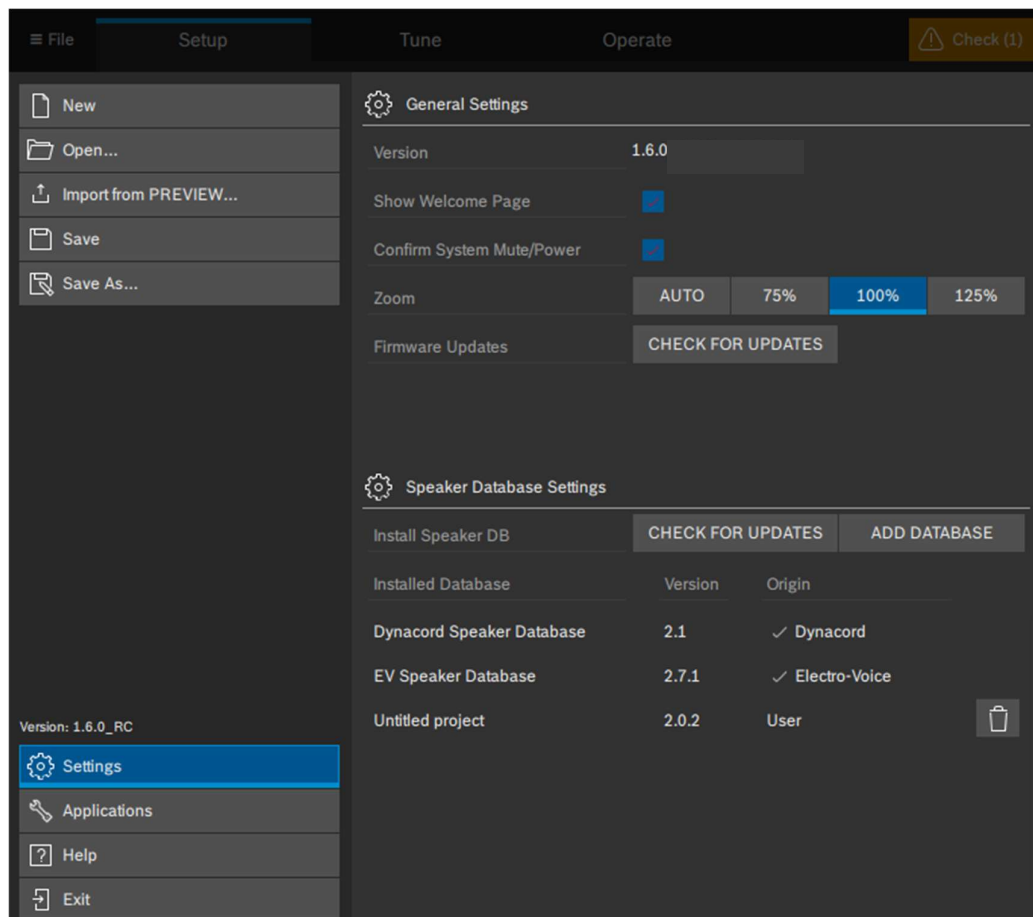 File Setup Tune Operate Check (1)
New
Open...
Import from PREVIEW...
Save
Save As...
General Settings
Version 1.6.0
Show Welcome Page
Confirm System Mute/Power
Zoom AUTO 75% 100% 125%
Firmware Updates CHECK FOR UPDATES
Speaker Database Settings
Install Speaker DB CHECK FOR UPDATES ADD DATABASE
Installed Database Version Origin
Dynacord Speaker Database 2.1 Dynacord
EV Speaker Database 2.7.1 Electro-Voice
Untitled project 2.0.2 User
Version: 1.6.0_RC
Settings
Applications
Help
Exit